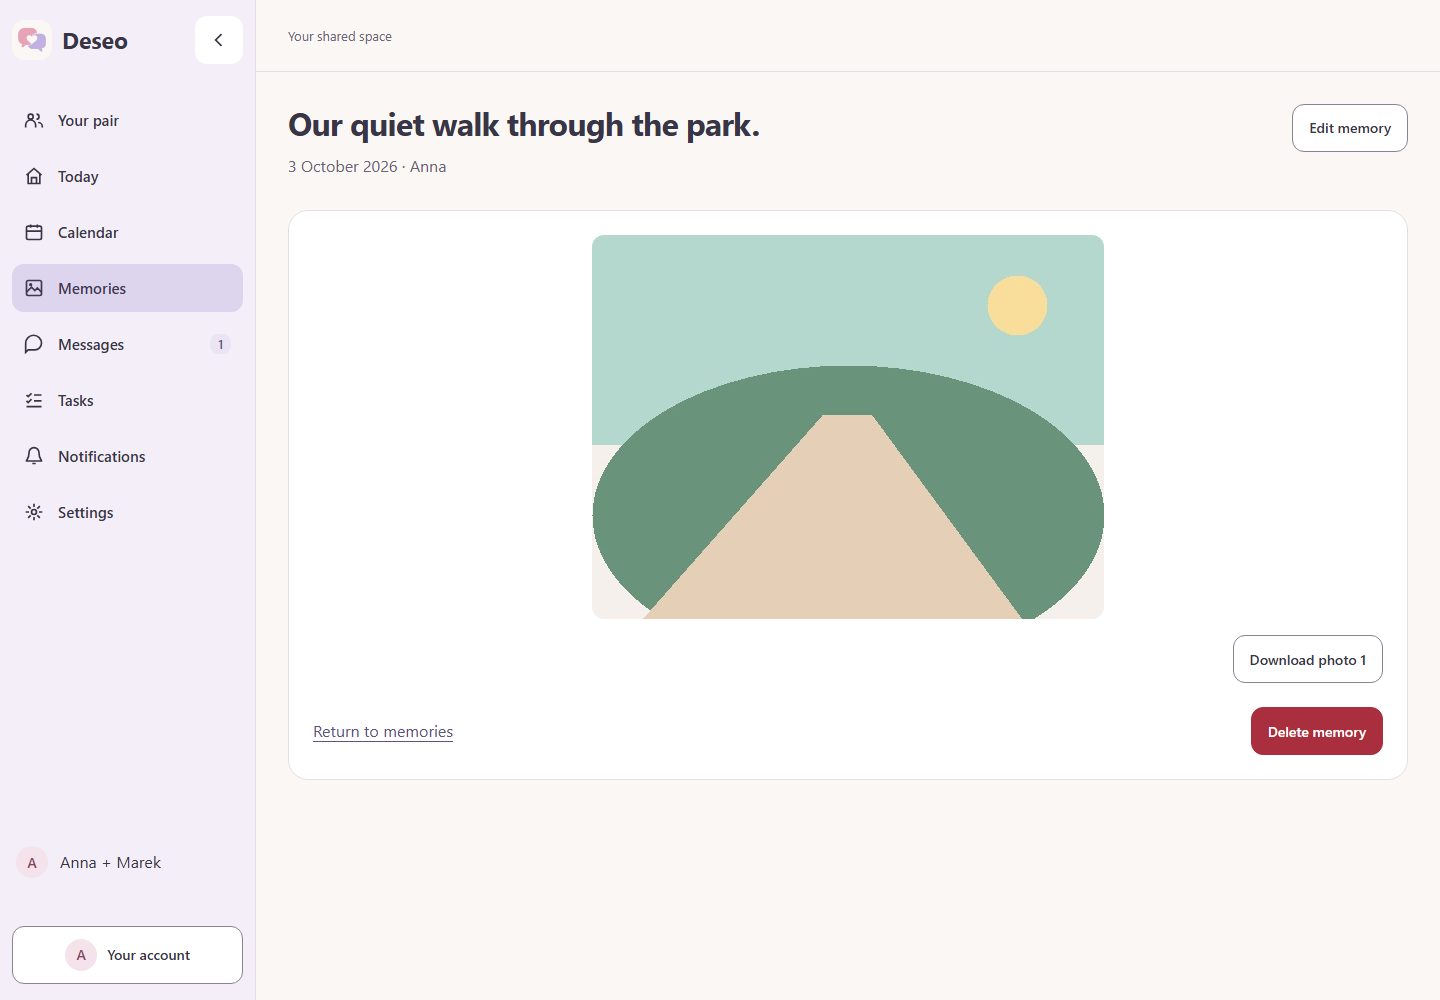 Deseo
Your pair
Today
Calendar
Memories
Messages 1
Tasks
Notifications
Settings
A Anna + Marek
A Your account
Your shared space
Our quiet walk through the park.
3 October 2026 · Anna
Edit memory
Download photo 1
Return to memories
Delete memory